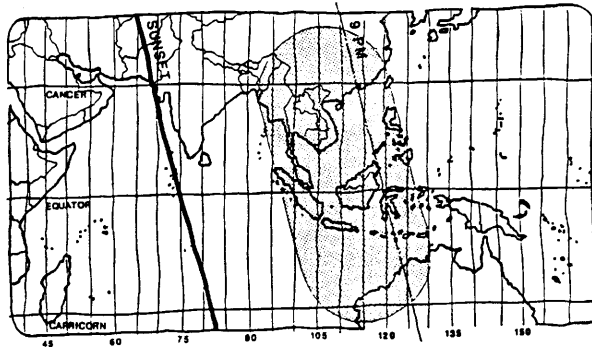 SUNSET
9 PM
CANCER
EQUATOR
CAPRICORN
45 60 75 90 105 120 135 150